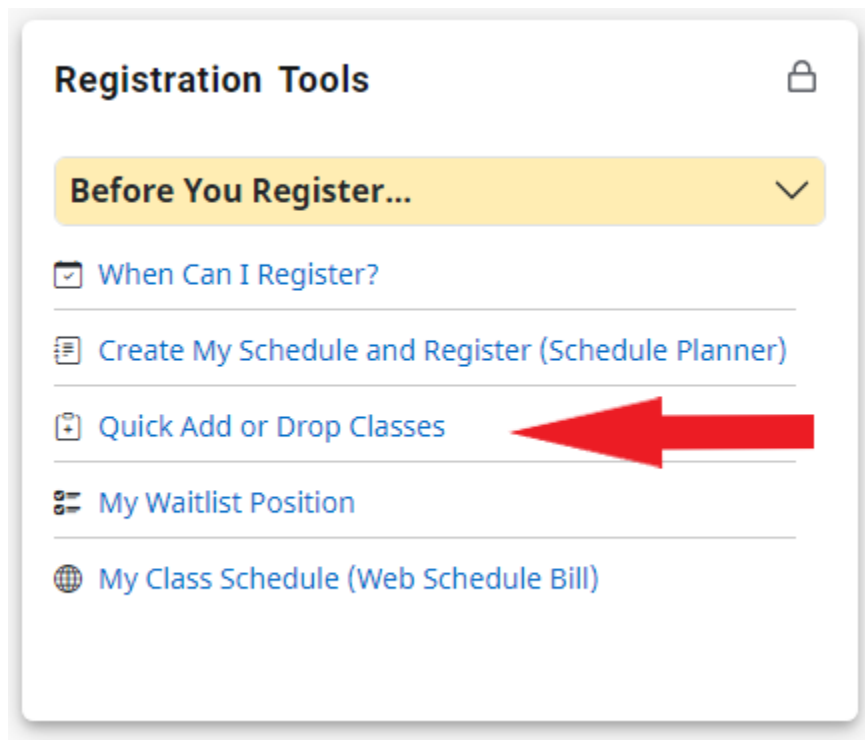 Registration Tools
Before You Register...
When Can I Register?
Create My Schedule and Register (Schedule Planner)
Quick Add or Drop Classes
My Waitlist Position
My Class Schedule (Web Schedule Bill)